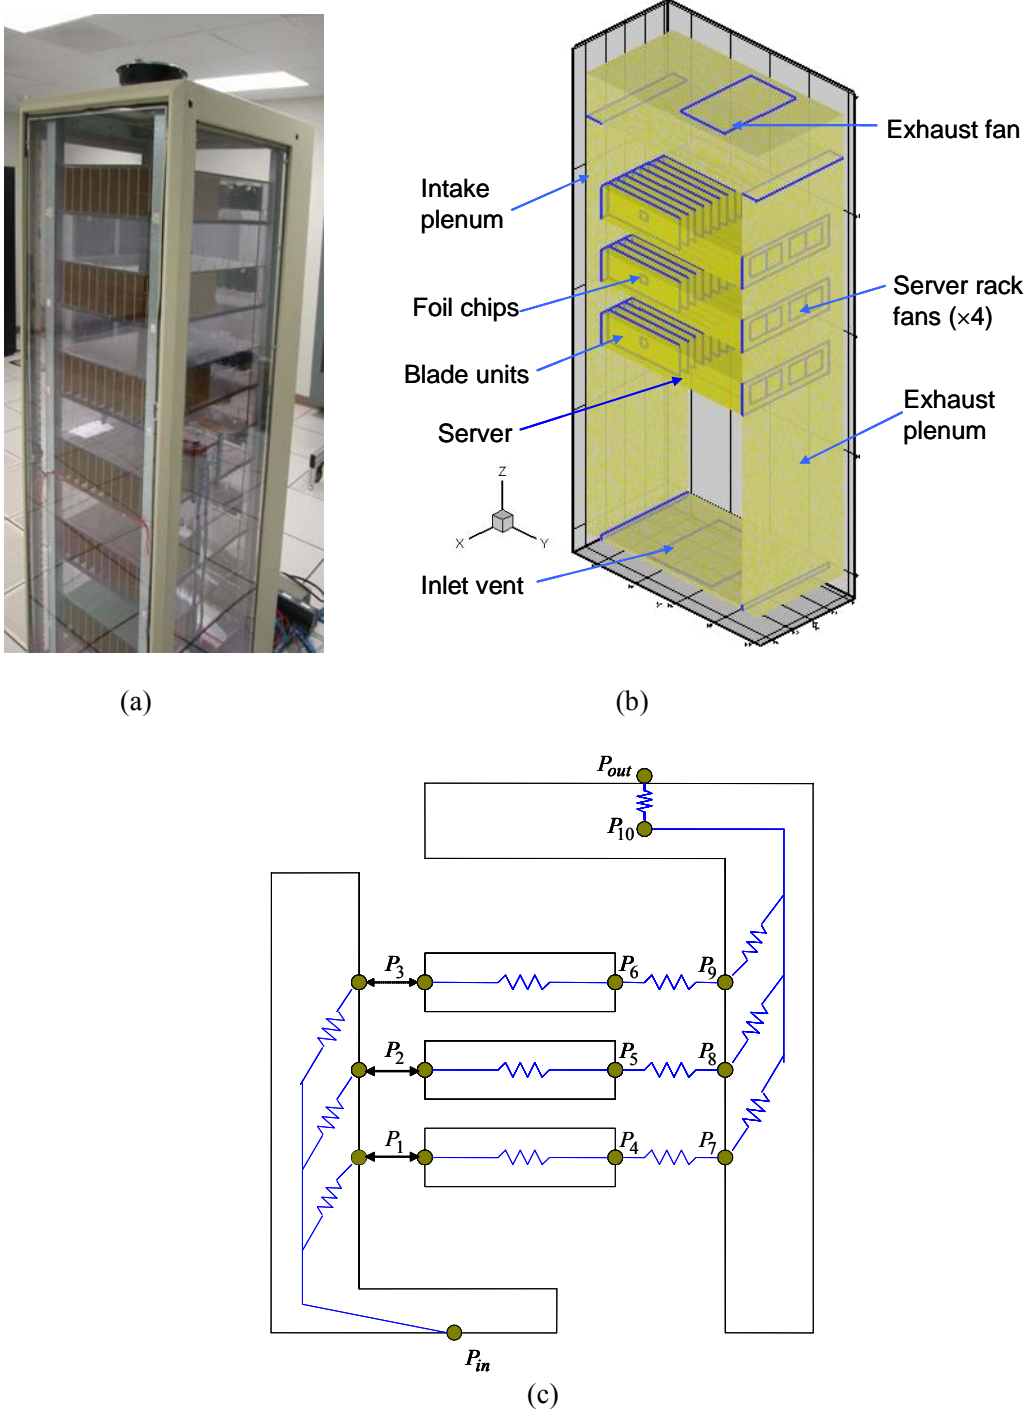 Exhaust fan
Intake
plenum
Foil chips
Server rack
fans (×4)
Blade units
Exhaust
plenum
Server
Z
X
Y
Inlet vent
(a)
(b)
P_out
P_10
P_3
P_6
P_9
P_2
P_5
P_8
P_1
P_4
P_7
P_in
(c)